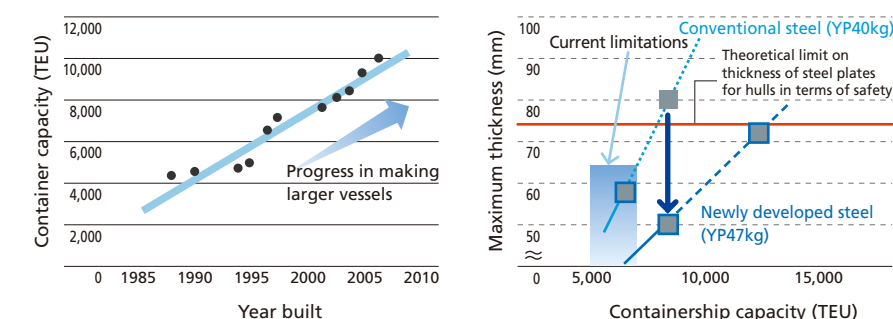 Container capacity (TEU)
12,000
10,000
8,000
6,000
4,000
2,000
0
1985 1990 1995 2000 2005 2010
Year built
Progress in making
larger vessels
Maximum thickness (mm)
100
90
80
70
60
50
0
5,000 10,000 15,000
Containership capacity (TEU)
Current limitations
Conventional steel (YP40kg)
Theoretical limit on
thickness of steel plates
for hulls in terms of safety
Newly developed steel
(YP47kg)